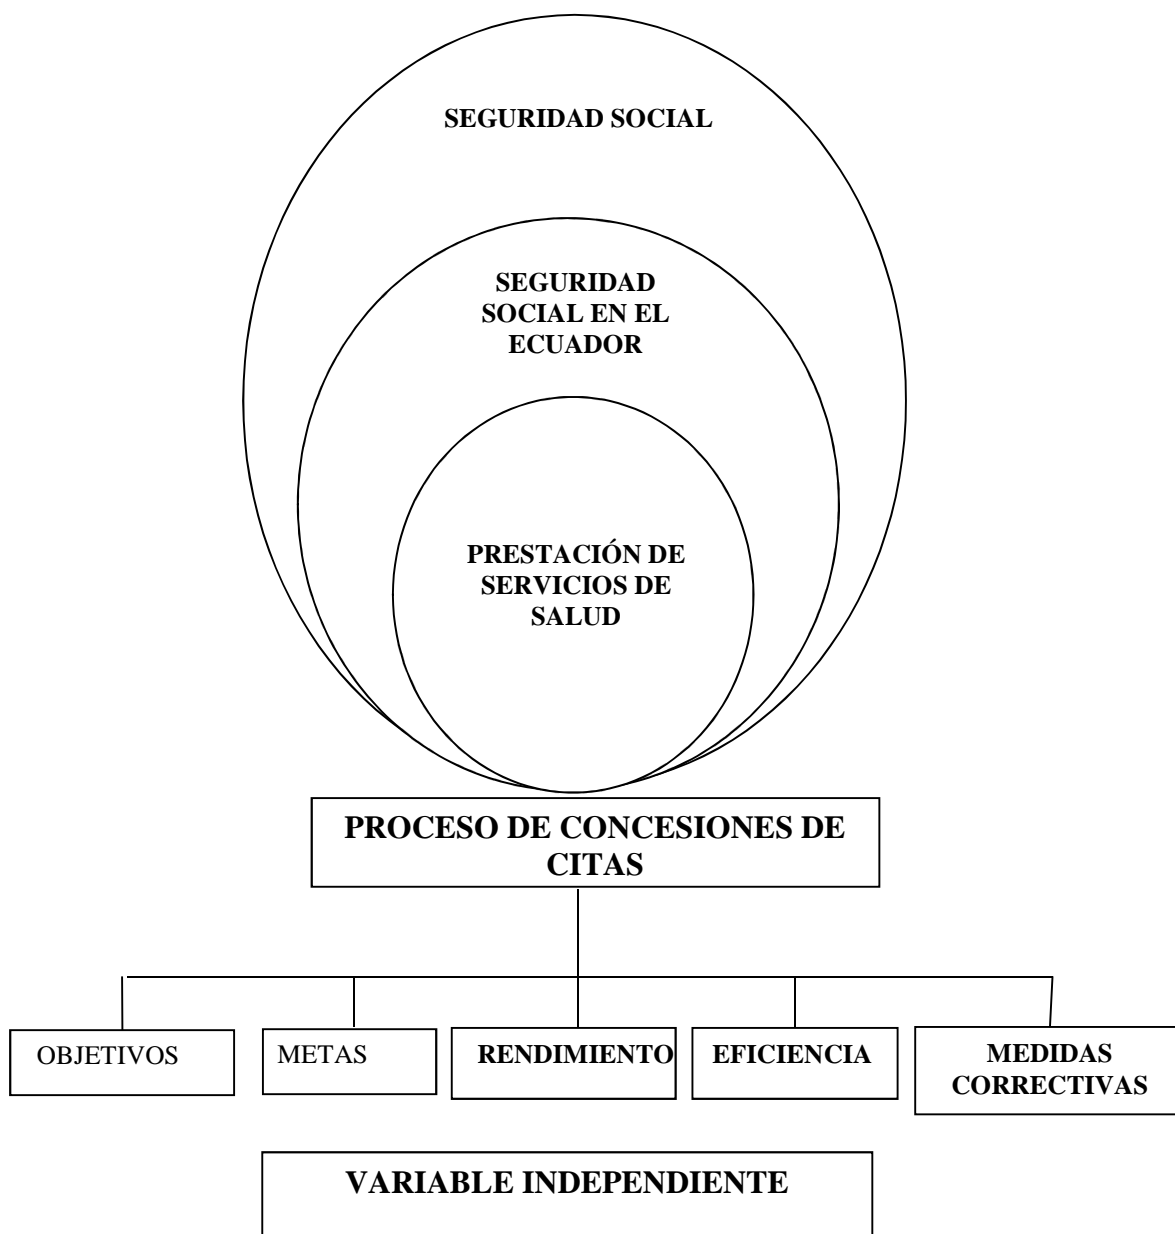 SEGURIDAD SOCIAL
SEGURIDAD
SOCIAL EN EL
ECUADOR
PRESTACIÓN DE
SERVICIOS DE
SALUD
PROCESO DE CONCESIONES DE
CITAS
OBJETIVOS
METAS
RENDIMIENTO
EFICIENCIA
MEDIDAS
CORRECTIVAS
VARIABLE INDEPENDIENTE